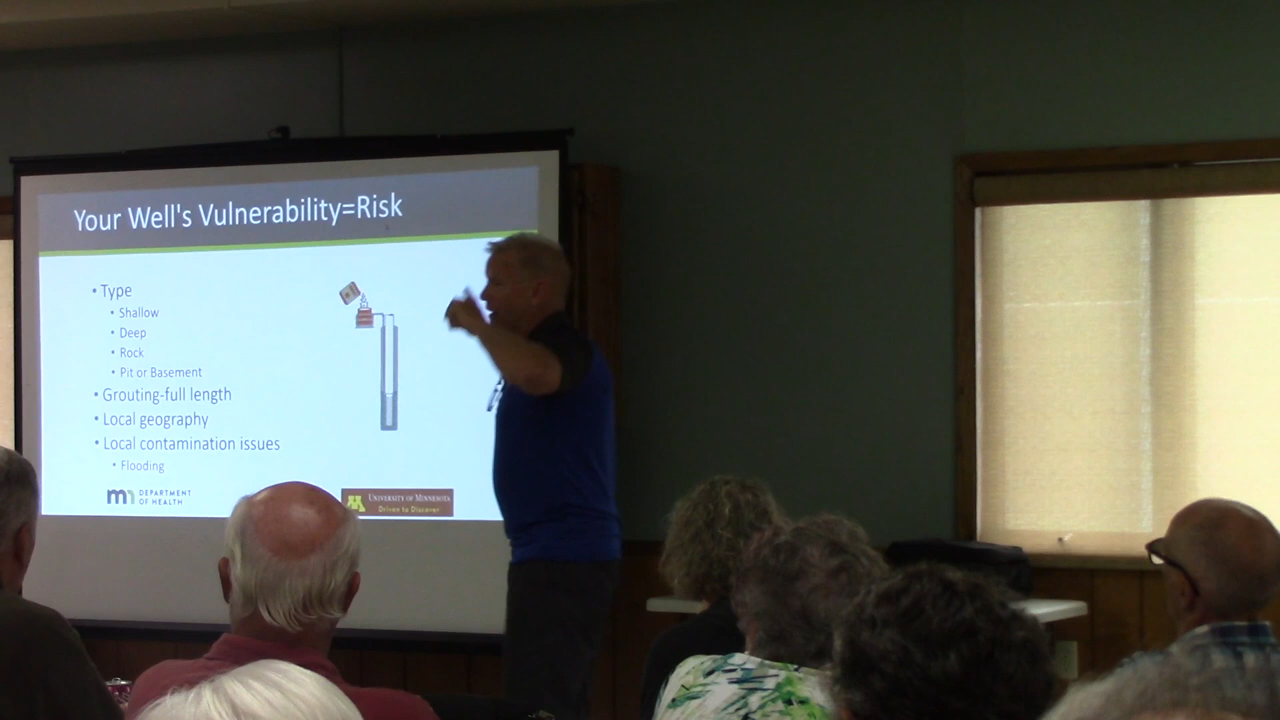 Your Well's Vulnerability=Risk
• Type
• Shallow
• Deep
• Rock
• Pit or Basement
• Grouting-full length
• Local geography
• Local contamination issues
• Flooding
mn DEPARTMENT
OF HEALTH
M UNIVERSITY OF MINNESOTA
Driven to Discover